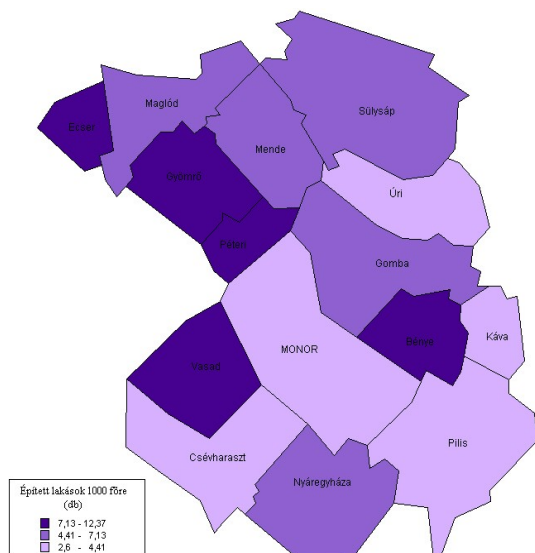 Sülysáp
Maglód
Ecser
Mende
Gyömrő
Úri
Péteri
Gomba
Bénye
Káva
MONOR
Vasad
Pilis
Csévharaszt
Nyáregyháza
Épített lakások 1000 főre
(db)
7,13 - 12,37
4,41 - 7,13
2,6 - 4,41